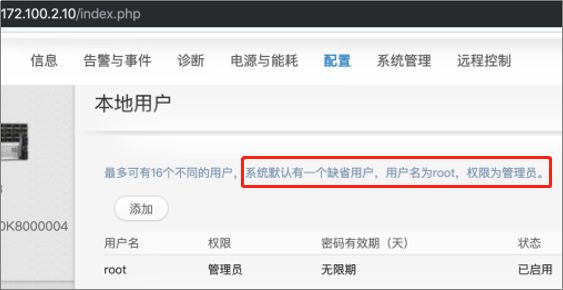 172.100.2.10/index.php
信息 告警与事件 诊断 电源与能耗 配置 系统管理 远程控制
本地用户
最多可有16个不同的用户，系统默认有一个缺省用户，用户名为root，权限为管理员。
添加
0K8000004
用户名 权限 密码有效期（天） 状态
root 管理员 无限期 已启用